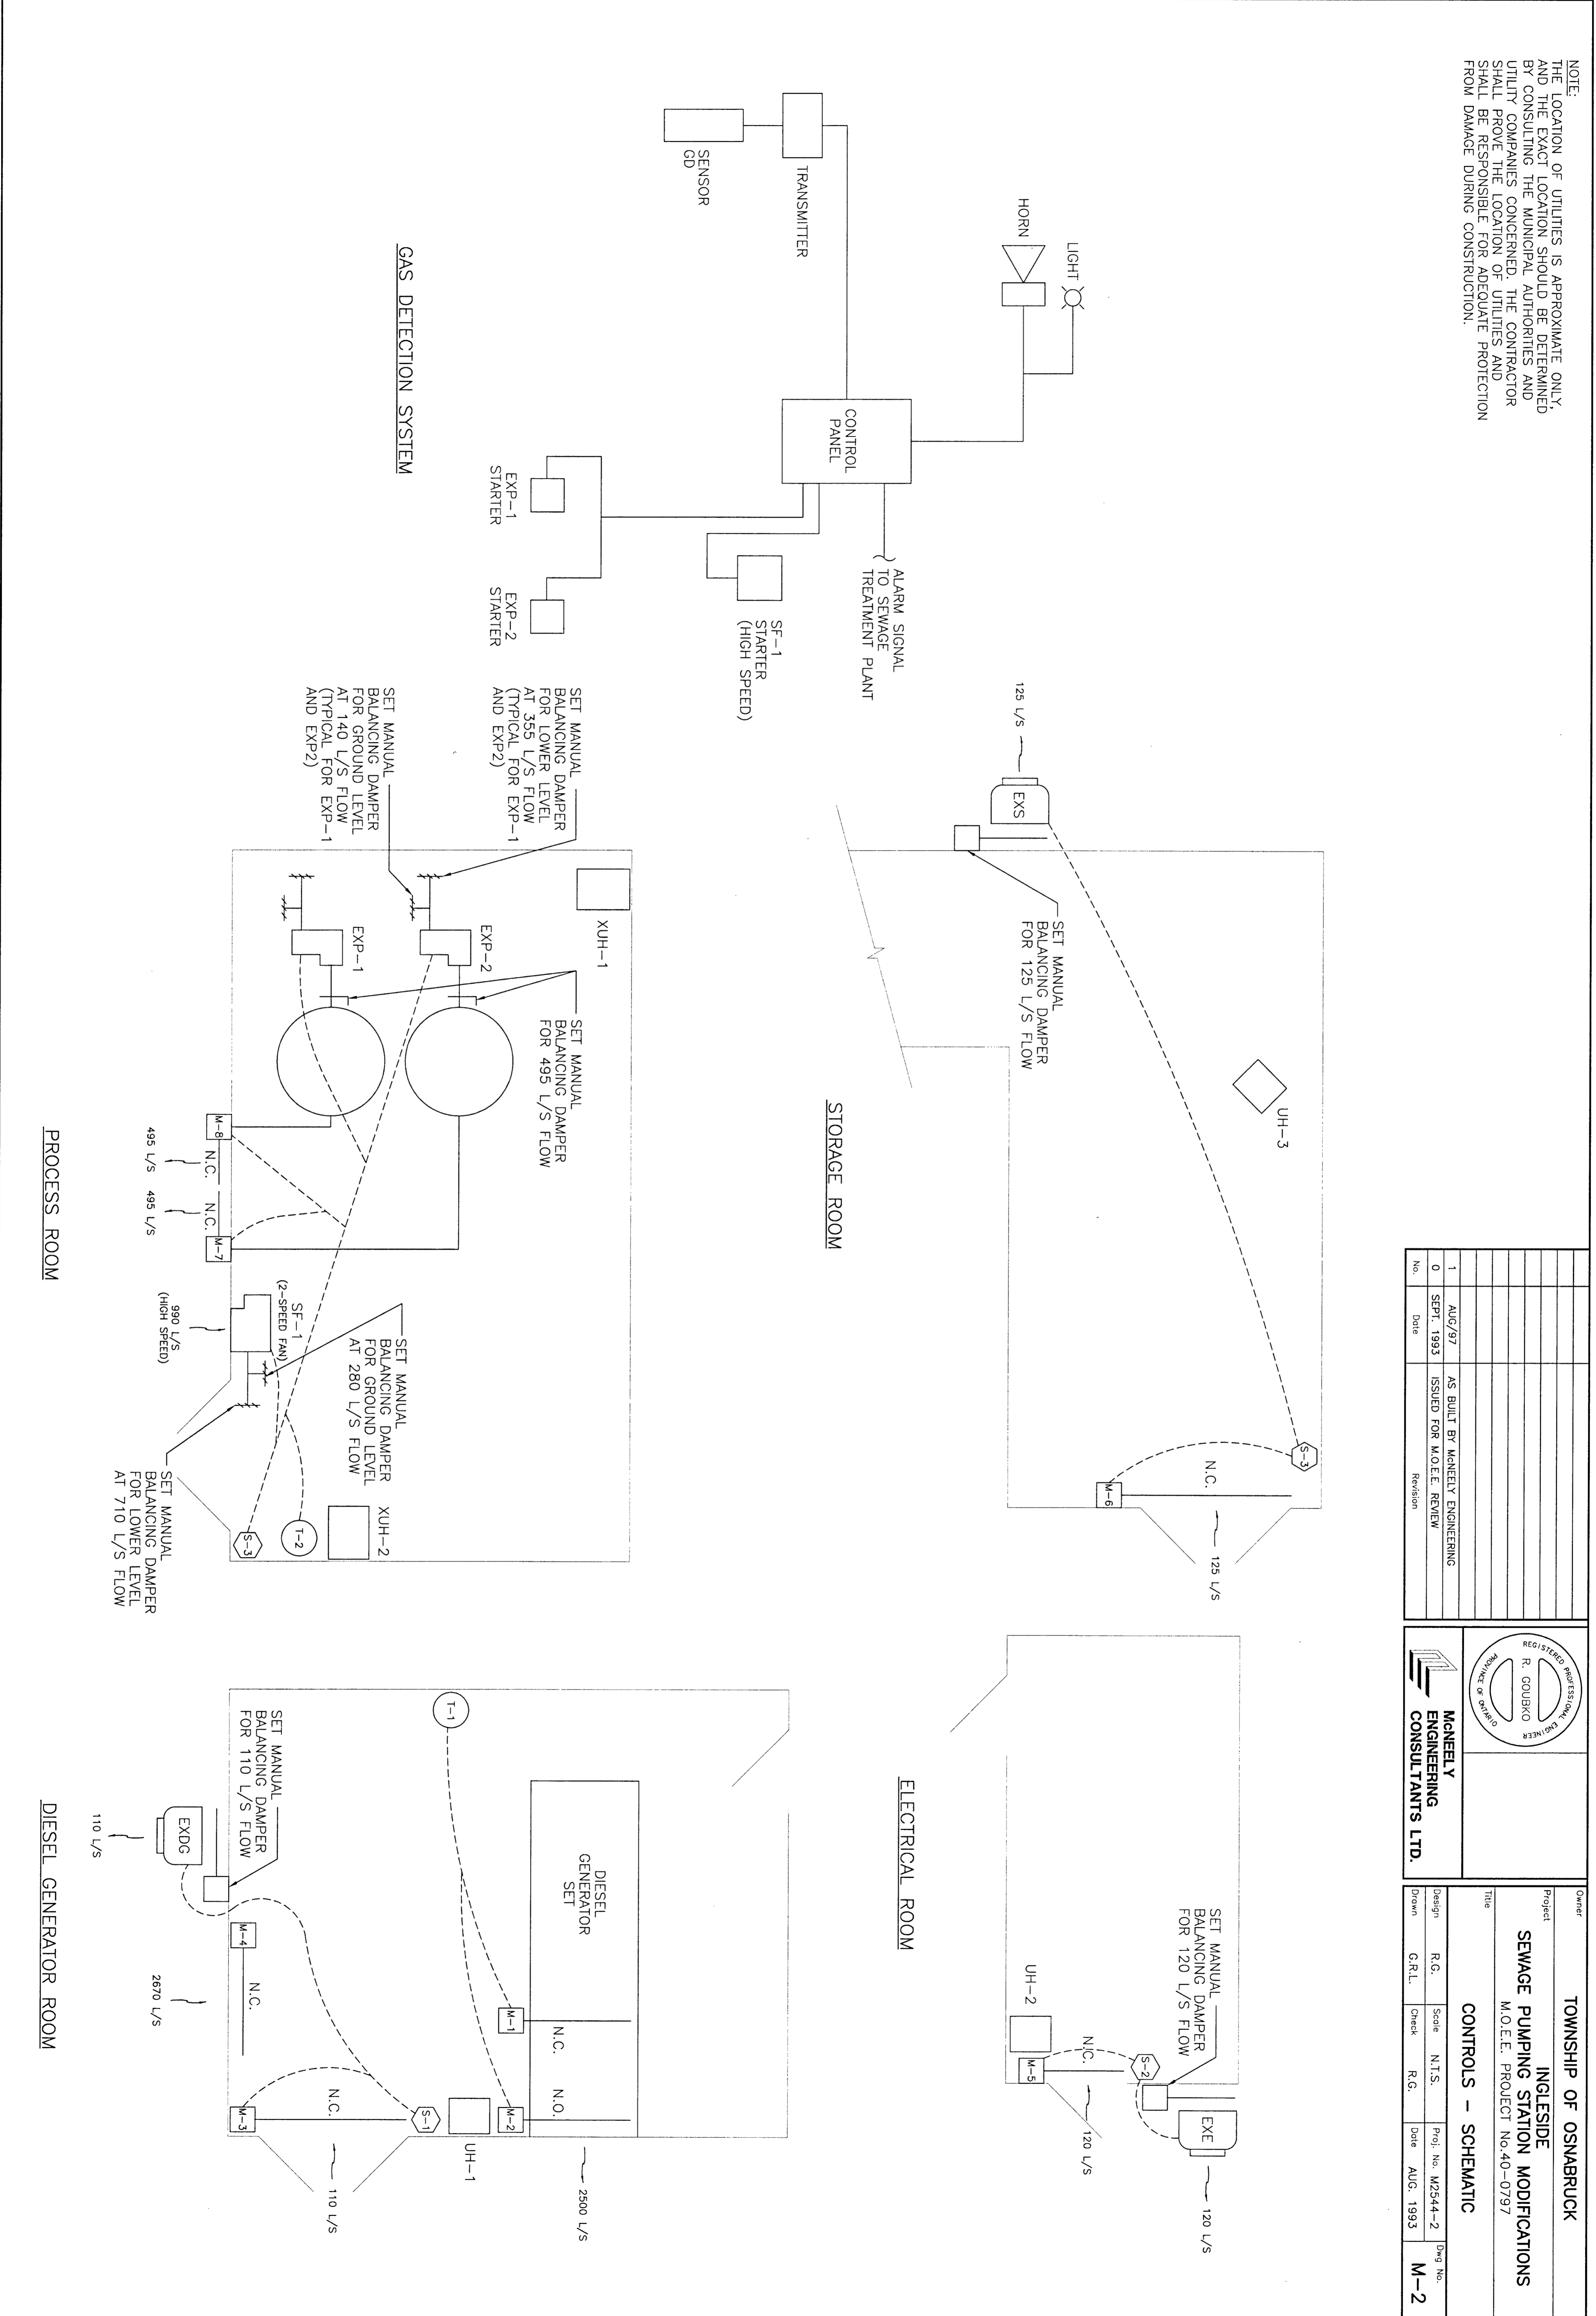 NOTE:
THE LOCATION OF UTILITIES IS APPROXIMATE ONLY,
AND THE EXACT LOCATION SHOULD BE DETERMINED
BY CONSULTING THE MUNICIPAL AUTHORITIES AND
UTILITY COMPANIES CONCERNED. THE CONTRACTOR
SHALL PROVE THE LOCATION OF UTILITIES AND
SHALL BE RESPONSIBLE FOR ADEQUATE PROTECTION
FROM DAMAGE DURING CONSTRUCTION.
LIGHT
HORN
TRANSMITTER
SENSOR
GD
CONTROL
PANEL
ALARM SIGNAL
TO SEWAGE
TREATMENT PLANT
SF-1
STARTER
(HIGH SPEED)
EXP-1
STARTER
EXP-2
STARTER
GAS DETECTION SYSTEM
125 L/S
EXS
SET MANUAL
BALANCING DAMPER
FOR 125 L/S FLOW
UH-3
S-3
N.C.
M-6
125 L/S
STORAGE ROOM
SET MANUAL
BALANCING DAMPER
FOR LOWER LEVEL
AT 355 L/S FLOW
(TYPICAL FOR EXP-1
AND EXP2)
SET MANUAL
BALANCING DAMPER
FOR GROUND LEVEL
AT 140 L/S FLOW
(TYPICAL FOR EXP-1
AND EXP2)
XUH-1
EXP-2
EXP-1
SET MANUAL
BALANCING DAMPER
FOR 495 L/S FLOW
M-8
N.C.
N.C.
M-7
495 L/S
495 L/S
SF-1
(2-SPEED FAN)
990 L/S
(HIGH SPEED)
SET MANUAL
BALANCING DAMPER
FOR GROUND LEVEL
AT 280 L/S FLOW
XUH-2
T-2
S-3
SET MANUAL
BALANCING DAMPER
FOR LOWER LEVEL
AT 710 L/S FLOW
PROCESS ROOM
SET MANUAL
BALANCING DAMPER
FOR 120 L/S FLOW
UH-2
N.C.
S-2
M-5
EXE
120 L/S
120 L/S
ELECTRICAL ROOM
T-1
DIESEL
GENERATOR
SET
N.C.
N.O.
M-1
M-2
2500 L/S
UH-1
S-1
SET MANUAL
BALANCING DAMPER
FOR 110 L/S FLOW
EXDG
110 L/S
M-4
N.C.
2670 L/S
N.C.
M-3
110 L/S
DIESEL GENERATOR ROOM
1 AUG/97 AS BUILT BY McNEELY ENGINEERING
0 SEPT. 1993 ISSUED FOR M.O.E.E. REVIEW
No. Date Revision
REGISTERED PROFESSIONAL ENGINEER
R. GOUBKO
PROVINCE OF ONTARIO
McNEELY
ENGINEERING
CONSULTANTS LTD.
Owner
TOWNSHIP OF OSNABRUCK
Project
INGLESIDE
SEWAGE PUMPING STATION MODIFICATIONS
M.O.E.E. PROJECT No.40-0797
Title
CONTROLS - SCHEMATIC
Design R.G. Scale N.T.S. Proj. No. M2544-2 Dwg No.
Drawn G.R.L. Check R.G. Date AUG. 1993 M-2